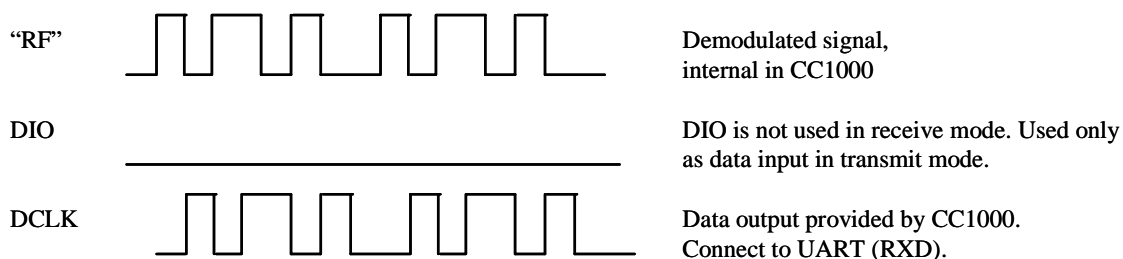 “RF”
Demodulated signal,
internal in CC1000
DIO
DIO is not used in receive mode. Used only
as data input in transmit mode.
DCLK
Data output provided by CC1000.
Connect to UART (RXD).